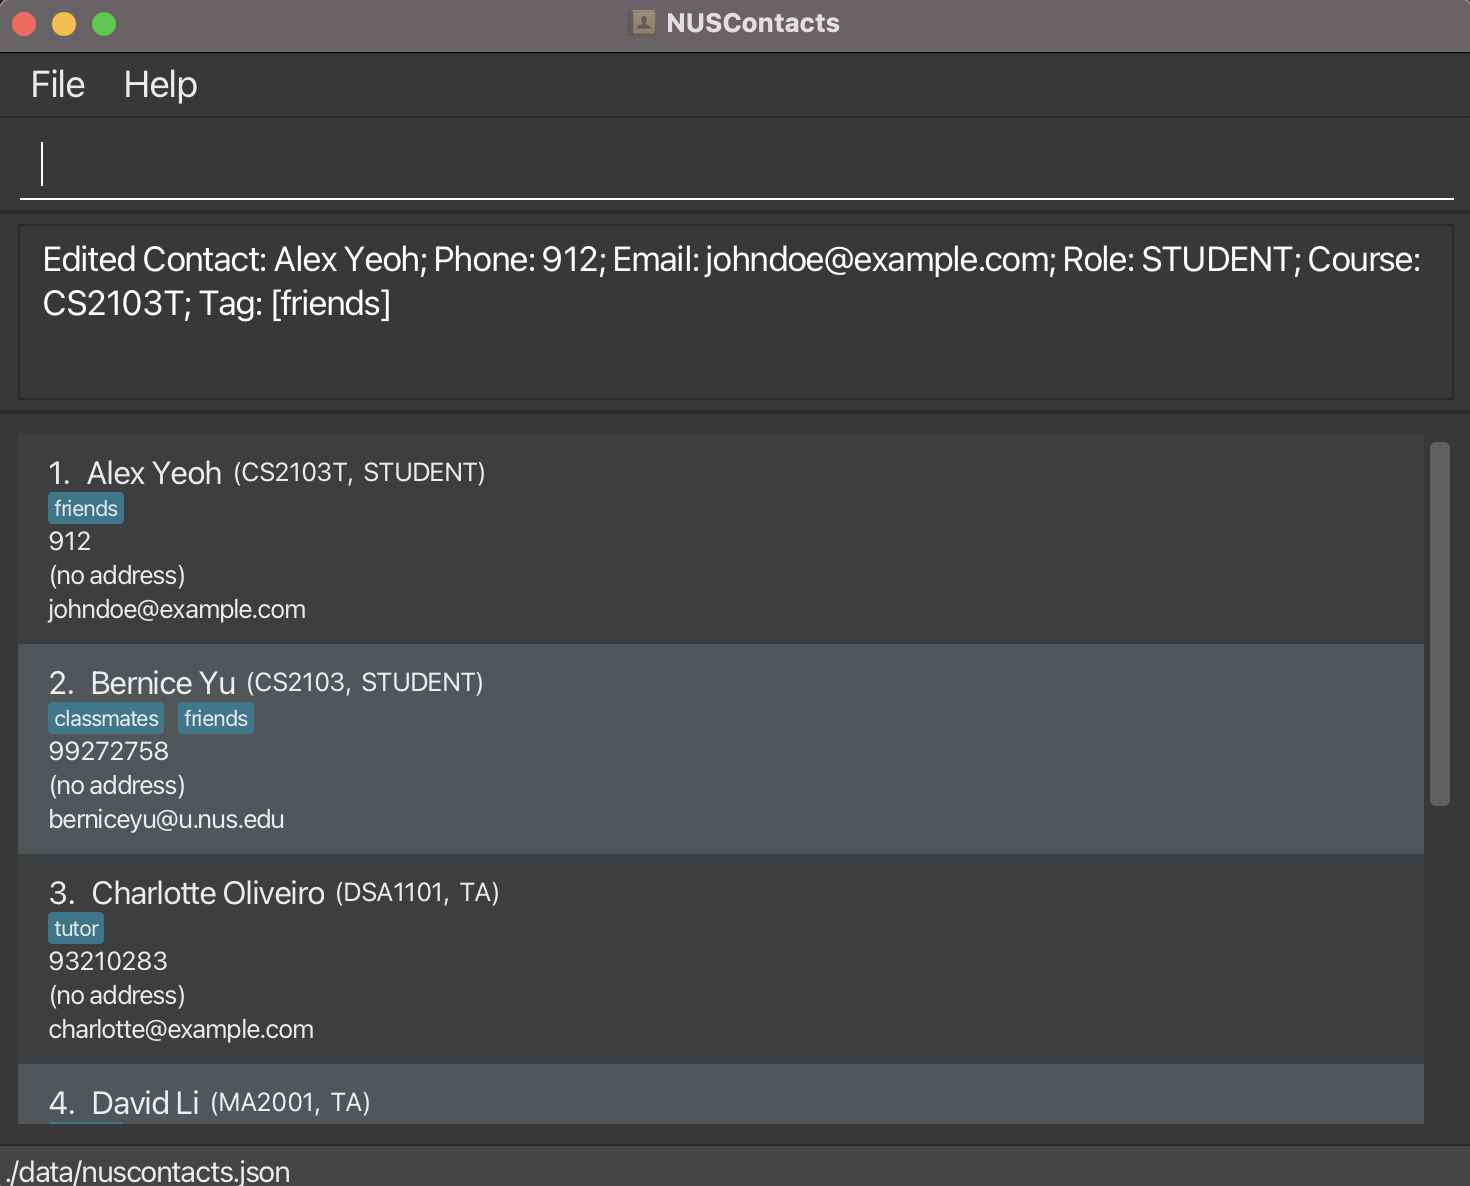 NUSContacts
File Help
Edited Contact: Alex Yeoh; Phone: 912; Email: johndoe@example.com; Role: STUDENT; Course:
CS2103T; Tag: [friends]
1. Alex Yeoh (CS2103T, STUDENT)
friends
912
(no address)
johndoe@example.com
2. Bernice Yu (CS2103, STUDENT)
classmates friends
99272758
(no address)
berniceyu@u.nus.edu
3. Charlotte Oliveiro (DSA1101, TA)
tutor
93210283
(no address)
charlotte@example.com
4. David Li (MA2001, TA)
./data/nuscontacts.json